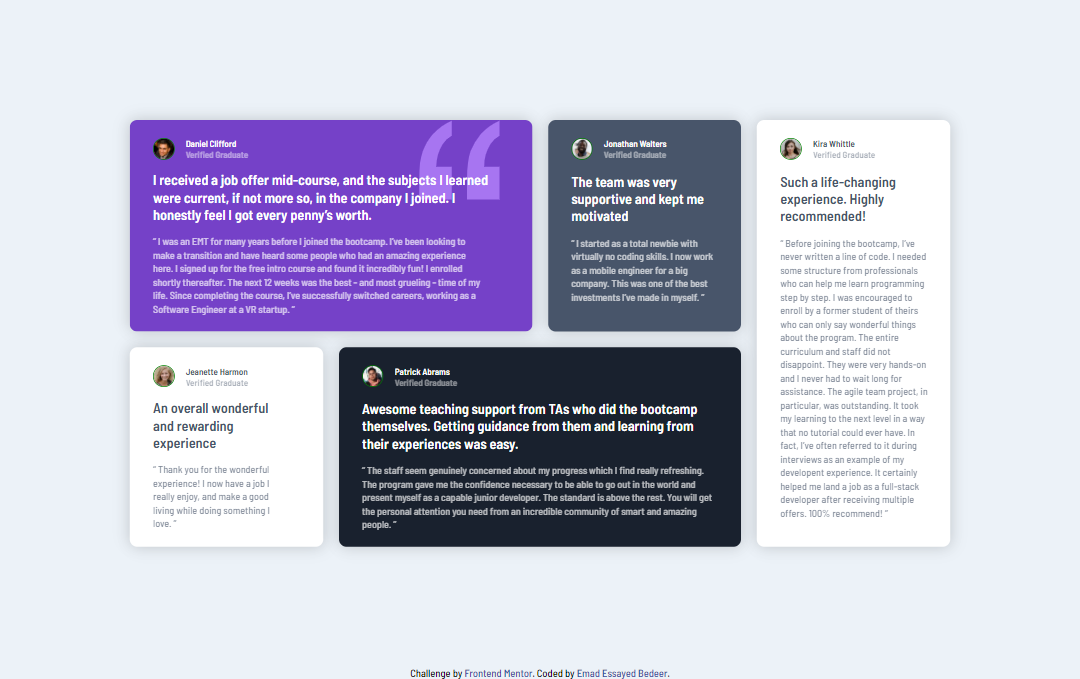 Daniel Clifford
Verified Graduate
I received a job offer mid-course, and the subjects I learned
were current, if not more so, in the company I joined. I
honestly feel I got every penny’s worth.
“ I was an EMT for many years before I joined the bootcamp. I’ve been looking to
make a transition and have heard some people who had an amazing experience
here. I signed up for the free intro course and found it incredibly fun! I enrolled
shortly thereafter. The next 12 weeks was the best - and most grueling - time of my
life. Since completing the course, I’ve successfully switched careers, working as a
Software Engineer at a VR startup. ”
Jonathan Walters
Verified Graduate
The team was very
supportive and kept me
motivated
“ I started as a total newbie with
virtually no coding skills. I now work
as a mobile engineer for a big
company. This was one of the best
investments I’ve made in myself. ”
Kira Whittle
Verified Graduate
Such a life-changing
experience. Highly
recommended!
“ Before joining the bootcamp, I’ve
never written a line of code. I needed
some structure from professionals
who can help me learn programming
step by step. I was encouraged to
enroll by a former student of theirs
who can only say wonderful things
about the program. The entire
curriculum and staff did not
disappoint. They were very hands-on
and I never had to wait long for
assistance. The agile team project, in
particular, was outstanding. It took
my learning to the next level in a way
that no tutorial could ever have. In
fact, I’ve often referred to it during
interviews as an example of my
developent experience. It certainly
helped me land a job as a full-stack
developer after receiving multiple
offers. 100% recommend! ”
Jeanette Harmon
Verified Graduate
An overall wonderful
and rewarding
experience
“ Thank you for the wonderful
experience! I now have a job I
really enjoy, and make a good
living while doing something I
love. ”
Patrick Abrams
Verified Graduate
Awesome teaching support from TAs who did the bootcamp
themselves. Getting guidance from them and learning from
their experiences was easy.
“ The staff seem genuinely concerned about my progress which I find really refreshing.
The program gave me the confidence necessary to be able to go out in the world and
present myself as a capable junior developer. The standard is above the rest. You will get
the personal attention you need from an incredible community of smart and amazing
people. ”
Challenge by Frontend Mentor. Coded by Emad Essayed Bedeer.